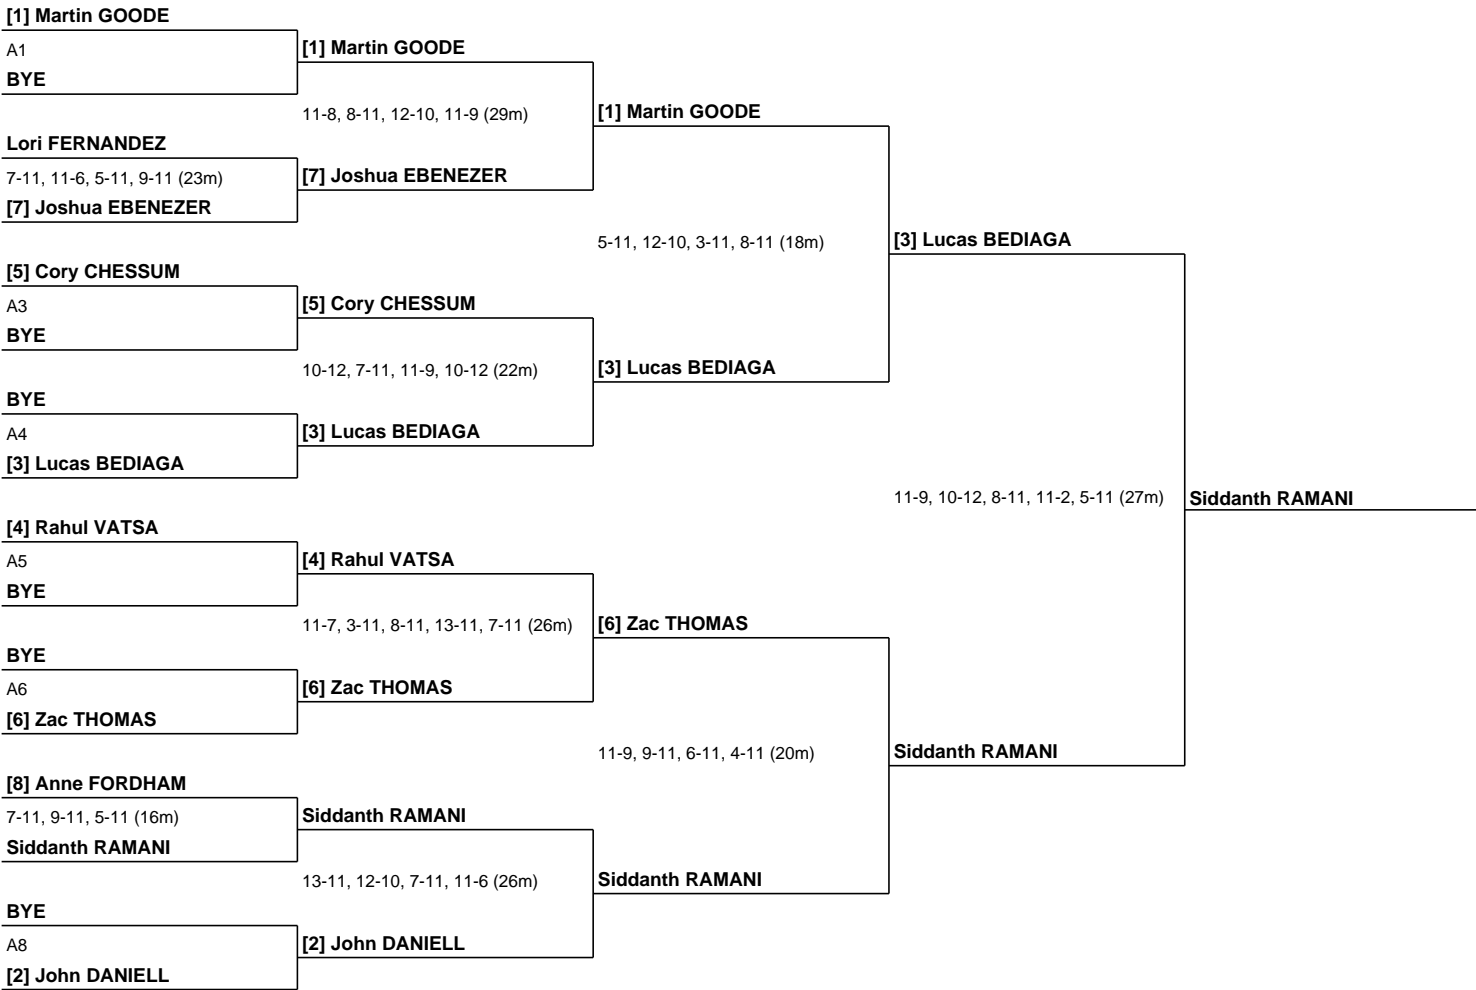 [1] Martin GOODE
A1
BYE
[1] Martin GOODE
11-8, 8-11, 12-10, 11-9 (29m)
[1] Martin GOODE
Lori FERNANDEZ
7-11, 11-6, 5-11, 9-11 (23m)
[7] Joshua EBENEZER
[7] Joshua EBENEZER
5-11, 12-10, 3-11, 8-11 (18m)
[3] Lucas BEDIAGA
[5] Cory CHESSUM
A3
BYE
[5] Cory CHESSUM
10-12, 7-11, 11-9, 10-12 (22m)
[3] Lucas BEDIAGA
BYE
A4
[3] Lucas BEDIAGA
[3] Lucas BEDIAGA
11-9, 10-12, 8-11, 11-2, 5-11 (27m)
Siddanth RAMANI
[4] Rahul VATSA
A5
BYE
[4] Rahul VATSA
11-7, 3-11, 8-11, 13-11, 7-11 (26m)
[6] Zac THOMAS
BYE
A6
[6] Zac THOMAS
[6] Zac THOMAS
11-9, 9-11, 6-11, 4-11 (20m)
Siddanth RAMANI
[8] Anne FORDHAM
7-11, 9-11, 5-11 (16m)
Siddanth RAMANI
Siddanth RAMANI
13-11, 12-10, 7-11, 11-6 (26m)
Siddanth RAMANI
BYE
A8
[2] John DANIELL
[2] John DANIELL